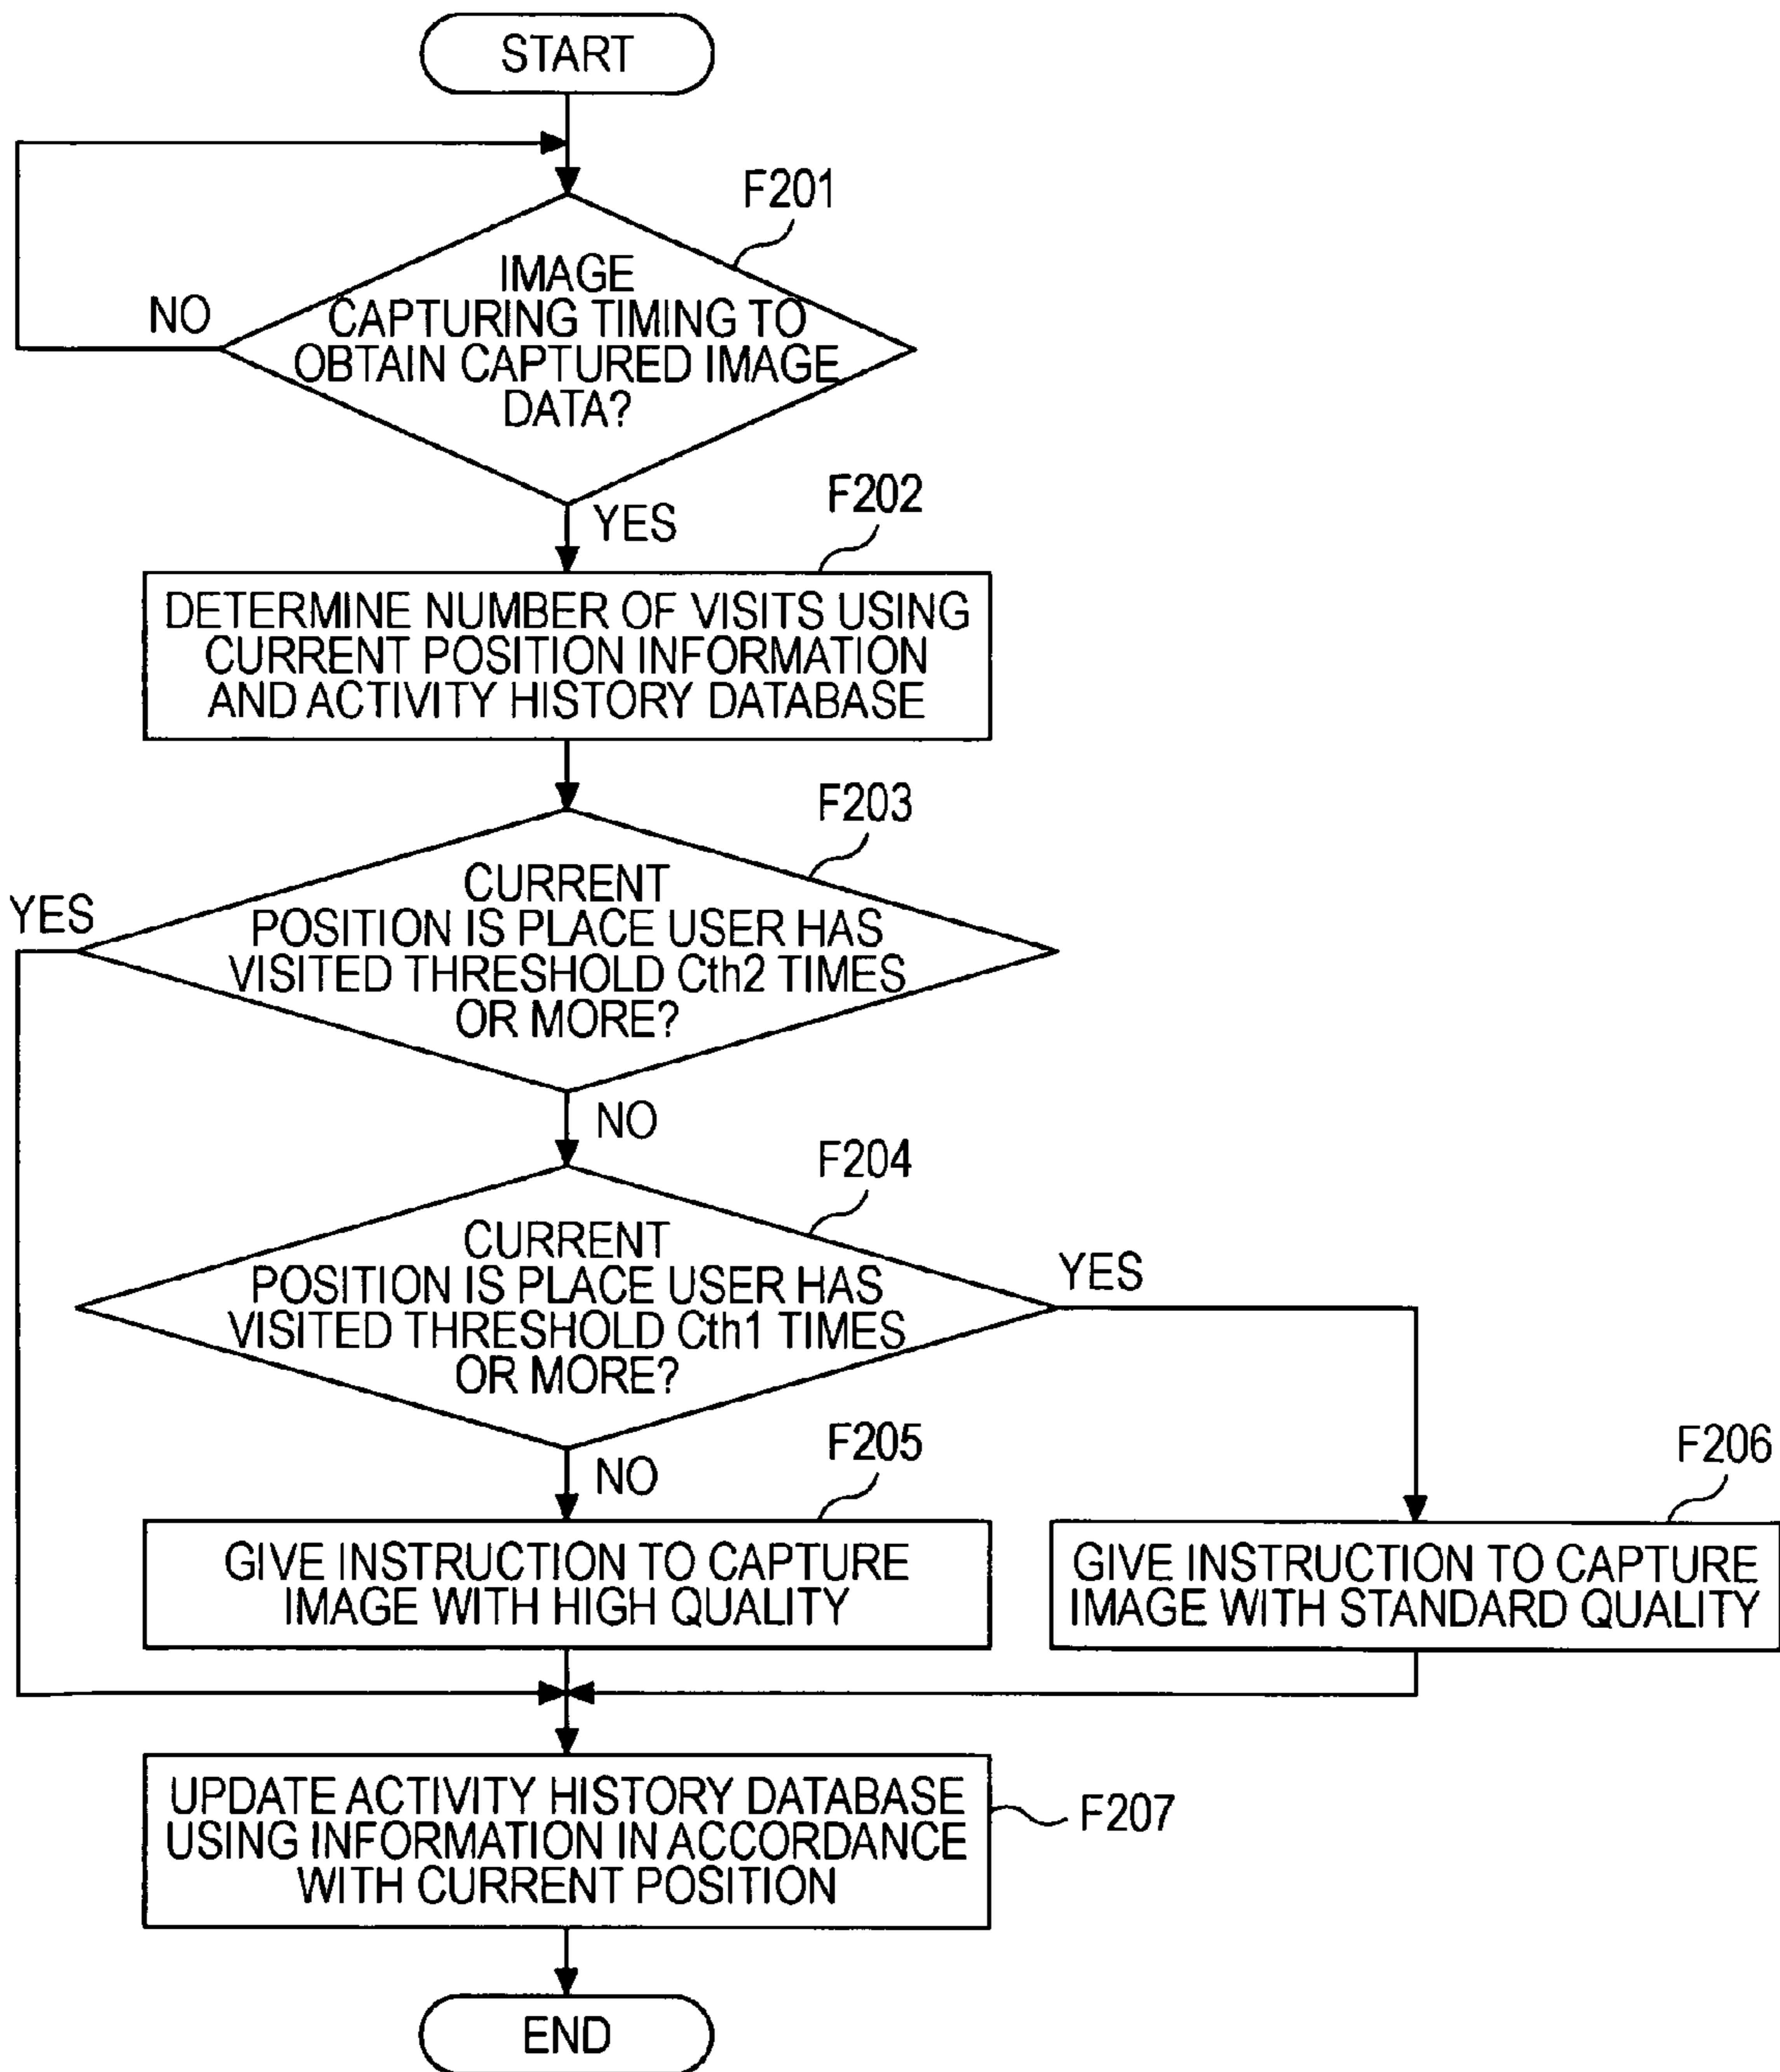 START
F201
IMAGE
CAPTURING TIMING TO
OBTAIN CAPTURED IMAGE
DATA?
NO
YES
F202
DETERMINE NUMBER OF VISITS USING
CURRENT POSITION INFORMATION
AND ACTIVITY HISTORY DATABASE
F203
CURRENT
POSITION IS PLACE USER HAS
VISITED THRESHOLD Cth2 TIMES
OR MORE?
YES
NO
F204
CURRENT
POSITION IS PLACE USER HAS
VISITED THRESHOLD Cth1 TIMES
OR MORE?
YES
NO
F205
GIVE INSTRUCTION TO CAPTURE
IMAGE WITH HIGH QUALITY
F206
GIVE INSTRUCTION TO CAPTURE
IMAGE WITH STANDARD QUALITY
UPDATE ACTIVITY HISTORY DATABASE
USING INFORMATION IN ACCORDANCE
WITH CURRENT POSITION
F207
END